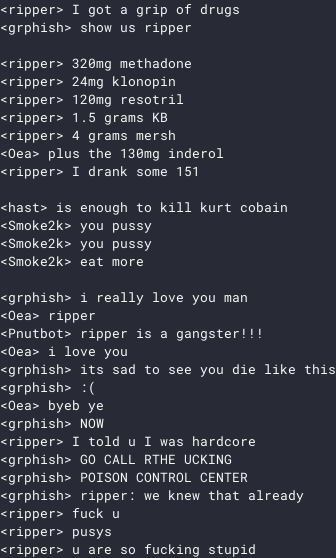 <ripper> I got a grip of drugs
<grphish> show us ripper
<ripper> 320mg methadone
<ripper> 24mg klonopin
<ripper> 120mg resotril
<ripper> 1.5 grams KB
<ripper> 4 grams mersh
<Oea> plus the 130mg inderol
<ripper> I drank some 151
<hast> is enough to kill kurt cobain
<Smoke2k> you pussy
<Smoke2k> you pussy
<Smoke2k> eat more
<grphish> i really love you man
<Oea> ripper
<Pnutbot> ripper is a gangster!!!
<Oea> i love you
<grphish> its sad to see you die like this
<grphish> :(
<Oea> byeb ye
<grphish> NOW
<ripper> I told u I was hardcore
<grphish> GO CALL RTHE UCKING
<grphish> POISON CONTROL CENTER
<grphish> ripper: we knew that already
<ripper> fuck u
<ripper> pusys
<ripper> u are so fucking stupid